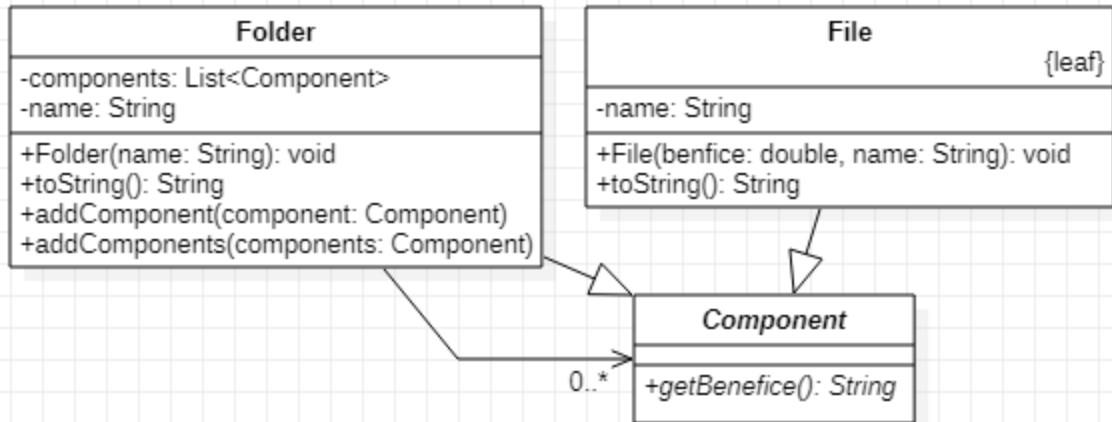 Folder
-components: List<Component>
-name: String
+Folder(name: String): void
+toString(): String
+addComponent(component: Component)
+addComponents(components: Component)
File
{leaf}
-name: String
+File(benfice: double, name: String): void
+toString(): String
0..*
Component
+getBenefice(): String